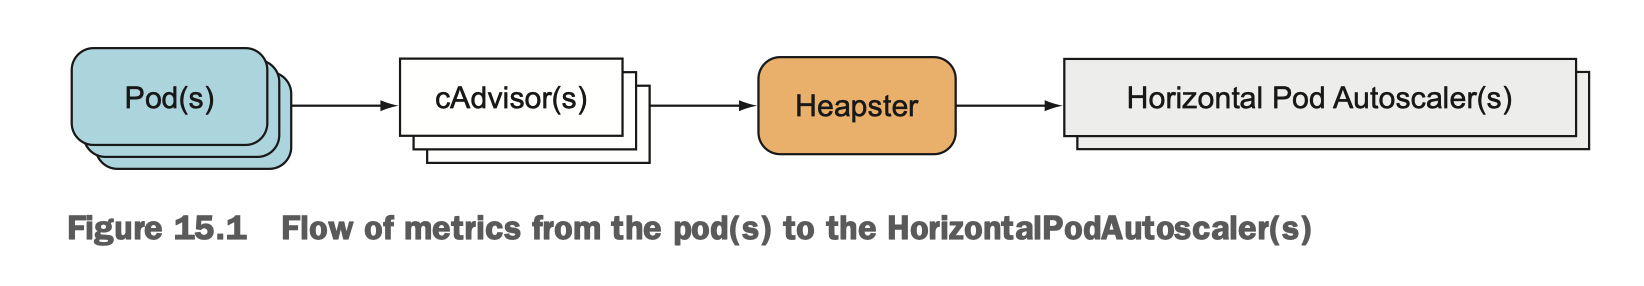 Pod(s)
cAdvisor(s)
Heapster
Horizontal Pod Autoscaler(s)
Figure 15.1 Flow of metrics from the pod(s) to the HorizontalPodAutoscaler(s)